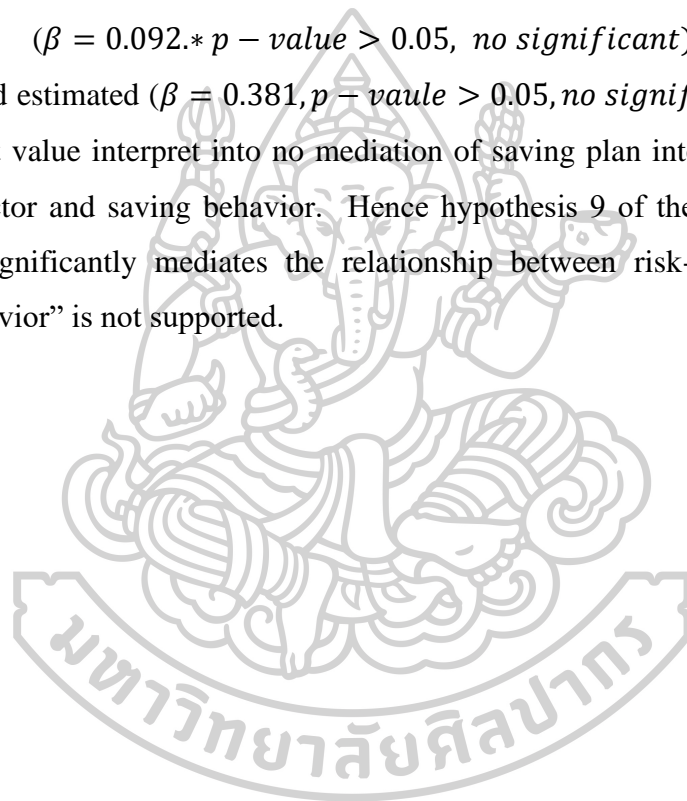 (β = 0.092.∗ p − value > 0.05, no significant)
d estimated (β = 0.381, p − vaule > 0.05, no signif
value interpret into no mediation of saving plan int
ctor and saving behavior. Hence hypothesis 9 of the
gnificantly mediates the relationship between risk-
vior” is not supported.
มหาวิทยาลัยศิลปากร